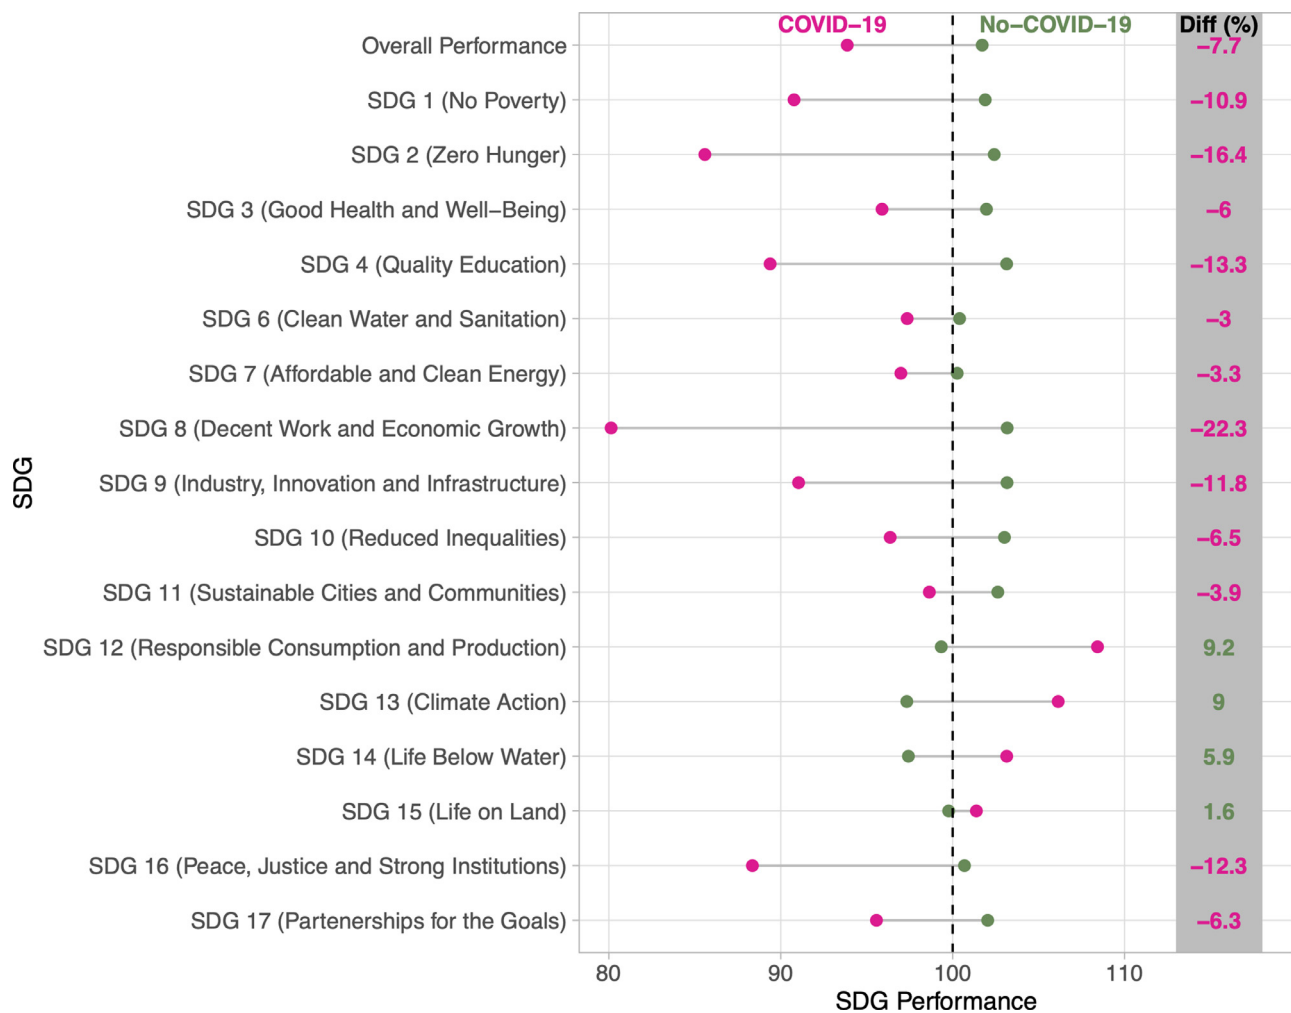 COVID–19 No–COVID–19 Diff (%)
Overall Performance –7.7
SDG 1 (No Poverty) –10.9
SDG 2 (Zero Hunger) –16.4
SDG 3 (Good Health and Well–Being) –6
SDG 4 (Quality Education) –13.3
SDG 6 (Clean Water and Sanitation) –3
SDG 7 (Affordable and Clean Energy) –3.3
SDG 8 (Decent Work and Economic Growth) –22.3
SDG 9 (Industry, Innovation and Infrastructure) –11.8
SDG 10 (Reduced Inequalities) –6.5
SDG 11 (Sustainable Cities and Communities) –3.9
SDG 12 (Responsible Consumption and Production) 9.2
SDG 13 (Climate Action) 9
SDG 14 (Life Below Water) 5.9
SDG 15 (Life on Land) 1.6
SDG 16 (Peace, Justice and Strong Institutions) –12.3
SDG 17 (Partenerships for the Goals) –6.3
SDG
80 90 100 110
SDG Performance